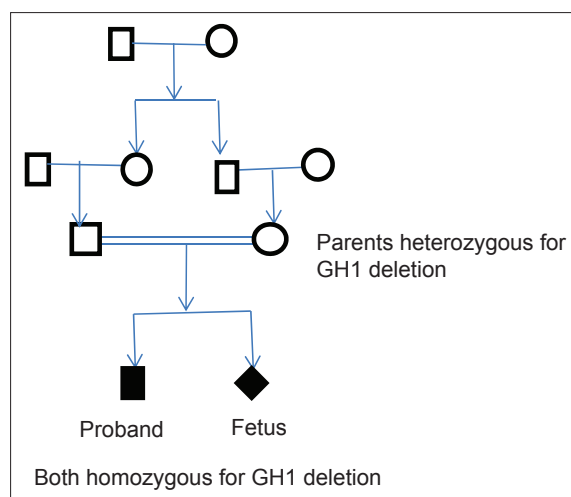 Parents heterozygous for
GH1 deletion
Proband
Fetus
Both homozygous for GH1 deletion